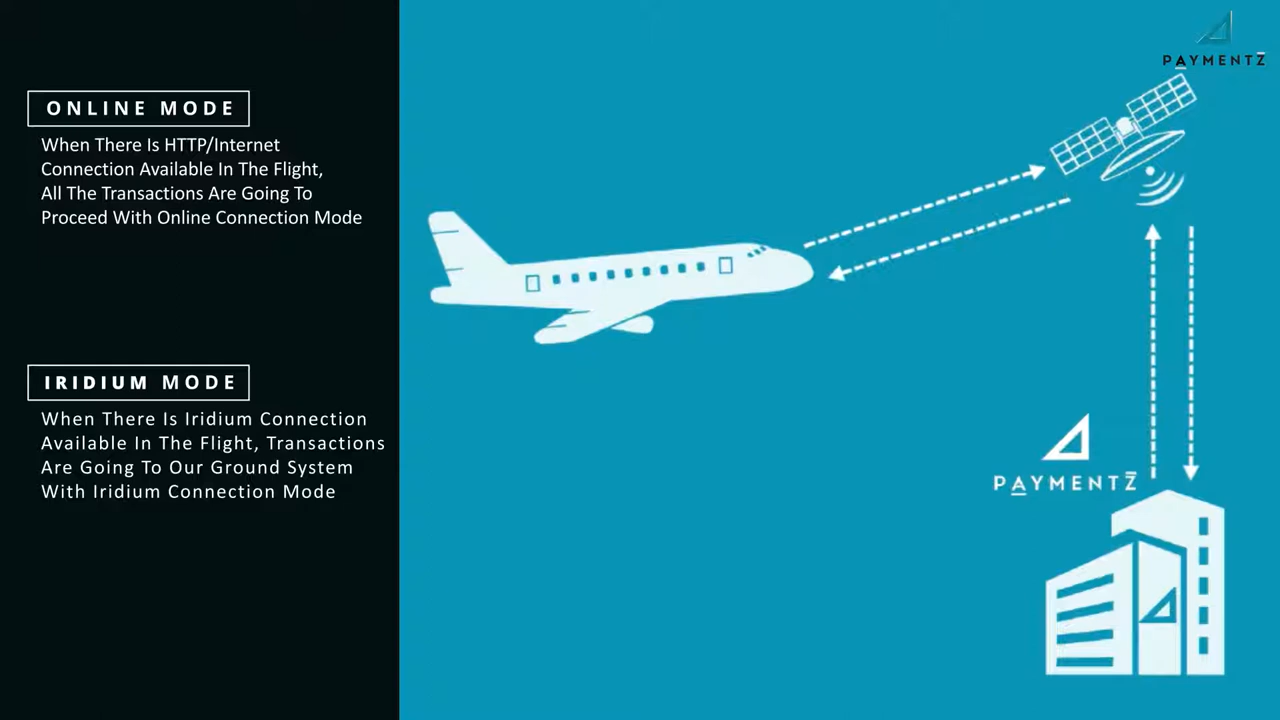 PAYMENTZ
ONLINE MODE
When There Is HTTP/Internet
Connection Available In The Flight,
All The Transactions Are Going To
Proceed With Online Connection Mode
IRIDIUM MODE
When There Is Iridium Connection
Available In The Flight, Transactions
Are Going To Our Ground System
With Iridium Connection Mode
PAYMENTZ